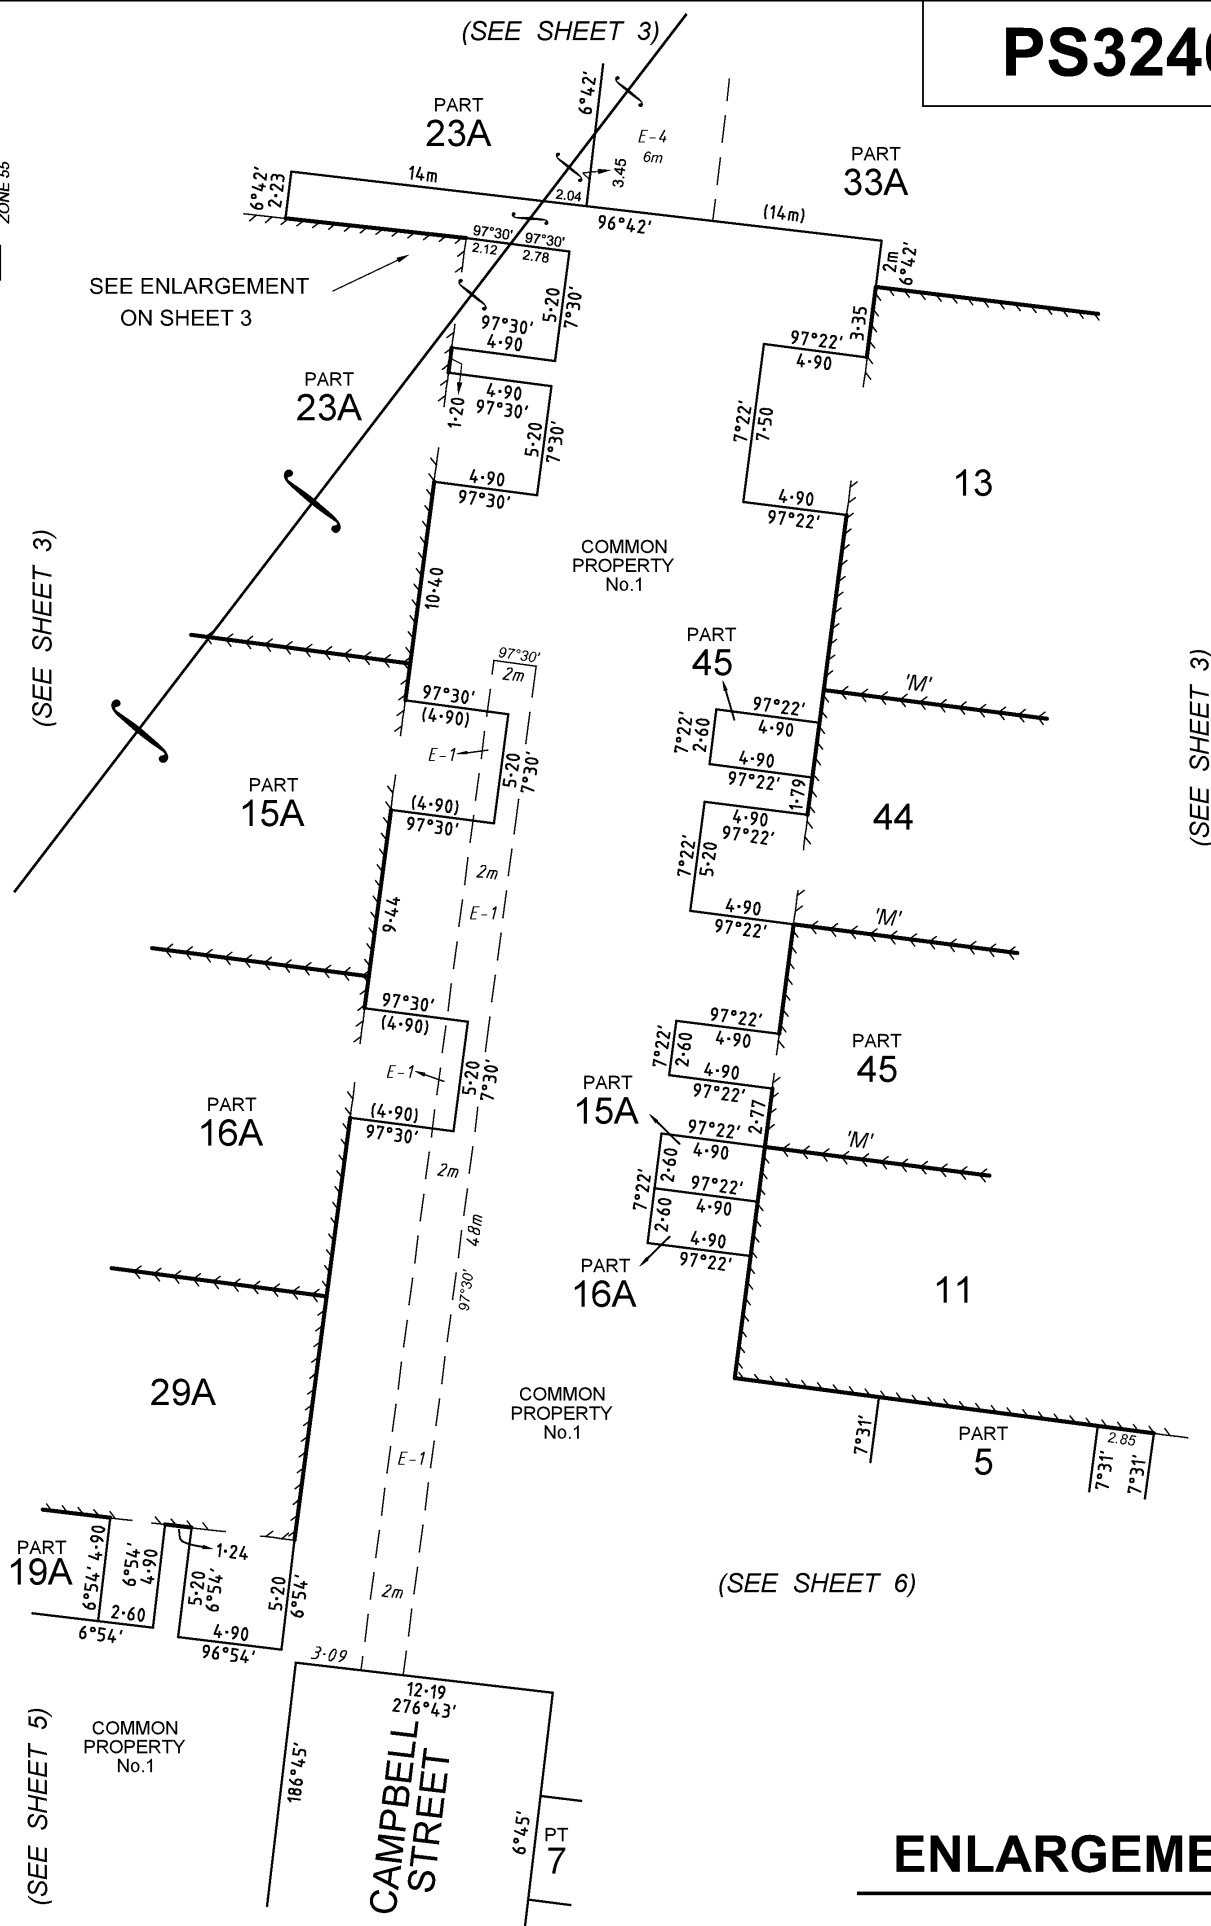 (SEE SHEET 3)
PS3240
ZONE 55
PART
23A
6°42'
E-4
6m
PART
33A
6°42'
2·23
14m
2.04
3.45
96°42'
(14m)
2m
6°42'
97°30'
2.12
97°30'
2.78
SEE ENLARGEMENT
ON SHEET 3
5·20
7°30'
97°30'
4·90
3·35
97°22'
4·90
PART
23A
1·20
4·90
97°30'
5·20
7°30'
7°22'
7·50
4·90
97°30'
4·90
97°22'
13
(SEE SHEET 3)
COMMON
PROPERTY
No.1
10·40
PART
45
97°30'
2m
(SEE SHEET 3)
'M'
97°30'
(4·90)
97°22'
4·90
7°22'
2·60
E-1
5·20
7°30'
4·90
97°22'
1·79
PART
15A
(4·90)
97°30'
4·90
97°22'
44
7°22'
5·20
2m
E-1
9·44
4·90
97°22'
'M'
97°30'
(4·90)
97°22'
4·90
7°22'
2·60
PART
45
E-1
5·20
7°30'
4·90
97°22'
PART
15A
PART
16A
(4·90)
97°30'
2·77
97°22'
4·90
'M'
2·60
7°22'
2m
97°22'
4·90
2·60
48m
97°30'
4·90
97°22'
PART
16A
11
29A
COMMON
PROPERTY
No.1
7°31'
PART
5
2.85
7°31'
7°31'
E-1
PART
19A
6°54' 4·90
6°54'
4·90
1·24
5·20
6°54'
5·20
6°54'
2m
(SEE SHEET 6)
2·60
6°54'
4·90
96°54'
3·09
12·19
276°43'
(SEE SHEET 5)
COMMON
PROPERTY
No.1
186°45'
CAMPBELL
STREET
6°45'
PT
7
ENLARGEME